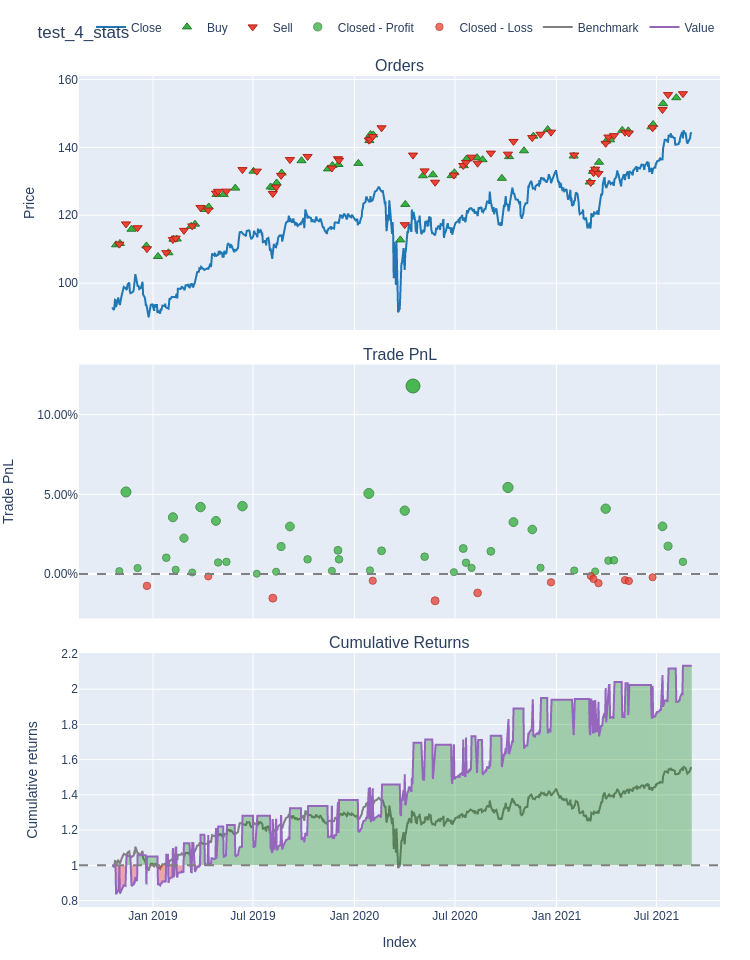 test_4_stats
Close Buy Sell Closed - Profit Closed - Loss Benchmark Value
Orders
160
140
120
100
Price
Trade PnL
10.00%
5.00%
0.00%
Trade PnL
Cumulative Returns
2.2
2
1.8
1.6
1.4
1.2
1
0.8
Cumulative returns
Jan 2019 Jul 2019 Jan 2020 Jul 2020 Jan 2021 Jul 2021
Index